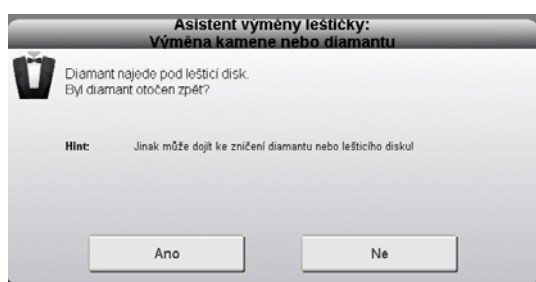 Asistent výměny leštičky:
Výměna kamene nebo diamantu
Diamant najede pod lešticí disk.
Byl diamant otočen zpět?
Hint: Jinak může dojít ke zničení diamantu nebo lešticího disku!
Ano Ne